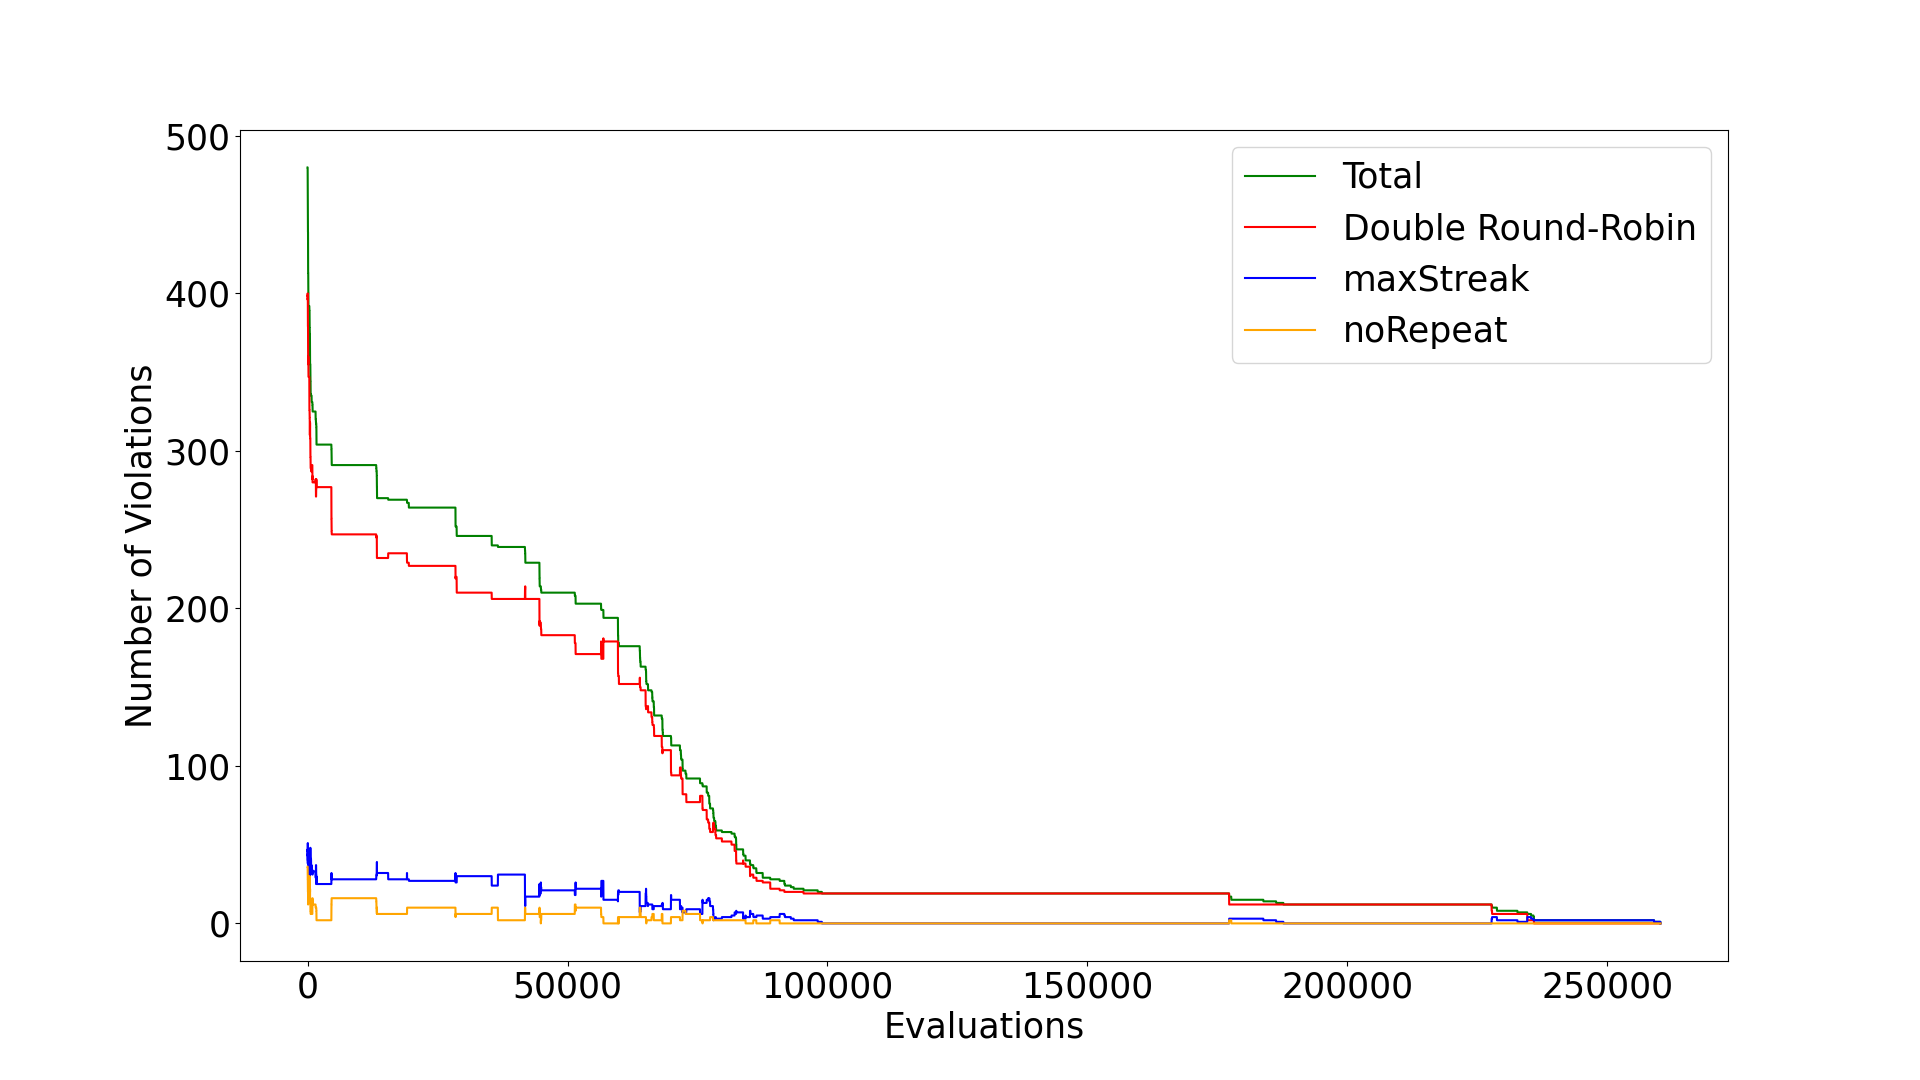 500
400
300
200
100
0
Number of Violations
Total
Double Round-Robin
maxStreak
noRepeat
0 50000 100000 150000 200000 250000
Evaluations